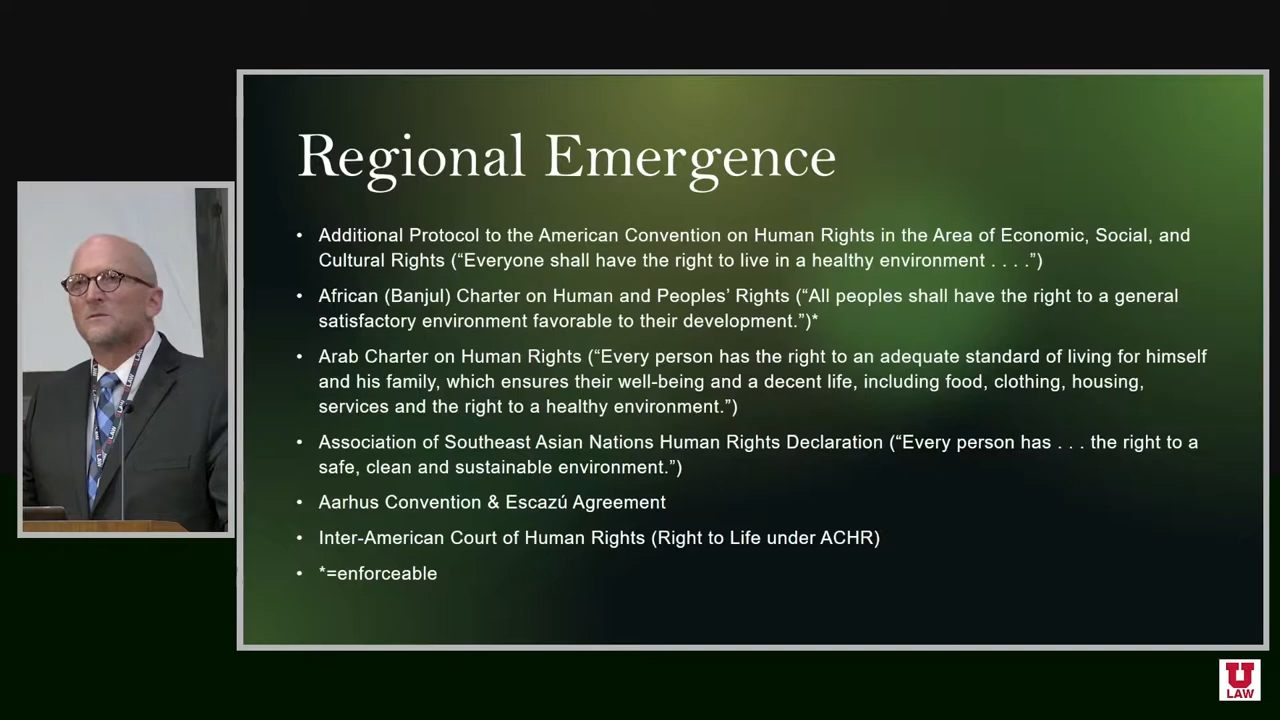 Regional Emergence
• Additional Protocol to the American Convention on Human Rights in the Area of Economic, Social, and
Cultural Rights (“Everyone shall have the right to live in a healthy environment . . . .”)
• African (Banjul) Charter on Human and Peoples’ Rights (“All peoples shall have the right to a general
satisfactory environment favorable to their development.”)*
• Arab Charter on Human Rights (“Every person has the right to an adequate standard of living for himself
and his family, which ensures their well-being and a decent life, including food, clothing, housing,
services and the right to a healthy environment.”)
• Association of Southeast Asian Nations Human Rights Declaration (“Every person has . . . the right to a
safe, clean and sustainable environment.”)
• Aarhus Convention & Escazú Agreement
• Inter-American Court of Human Rights (Right to Life under ACHR)
• *=enforceable
U
LAW